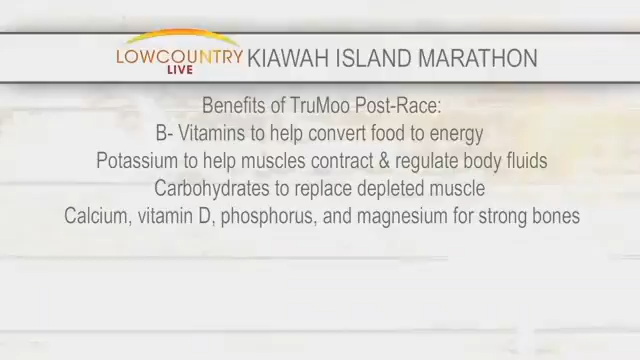 LOWCOUNTRY
LIVE
KIAWAH ISLAND MARATHON
Benefits of TruMoo Post-Race:
B- Vitamins to help convert food to energy
Potassium to help muscles contract & regulate body fluids
Carbohydrates to replace depleted muscle
Calcium, vitamin D, phosphorus, and magnesium for strong bones